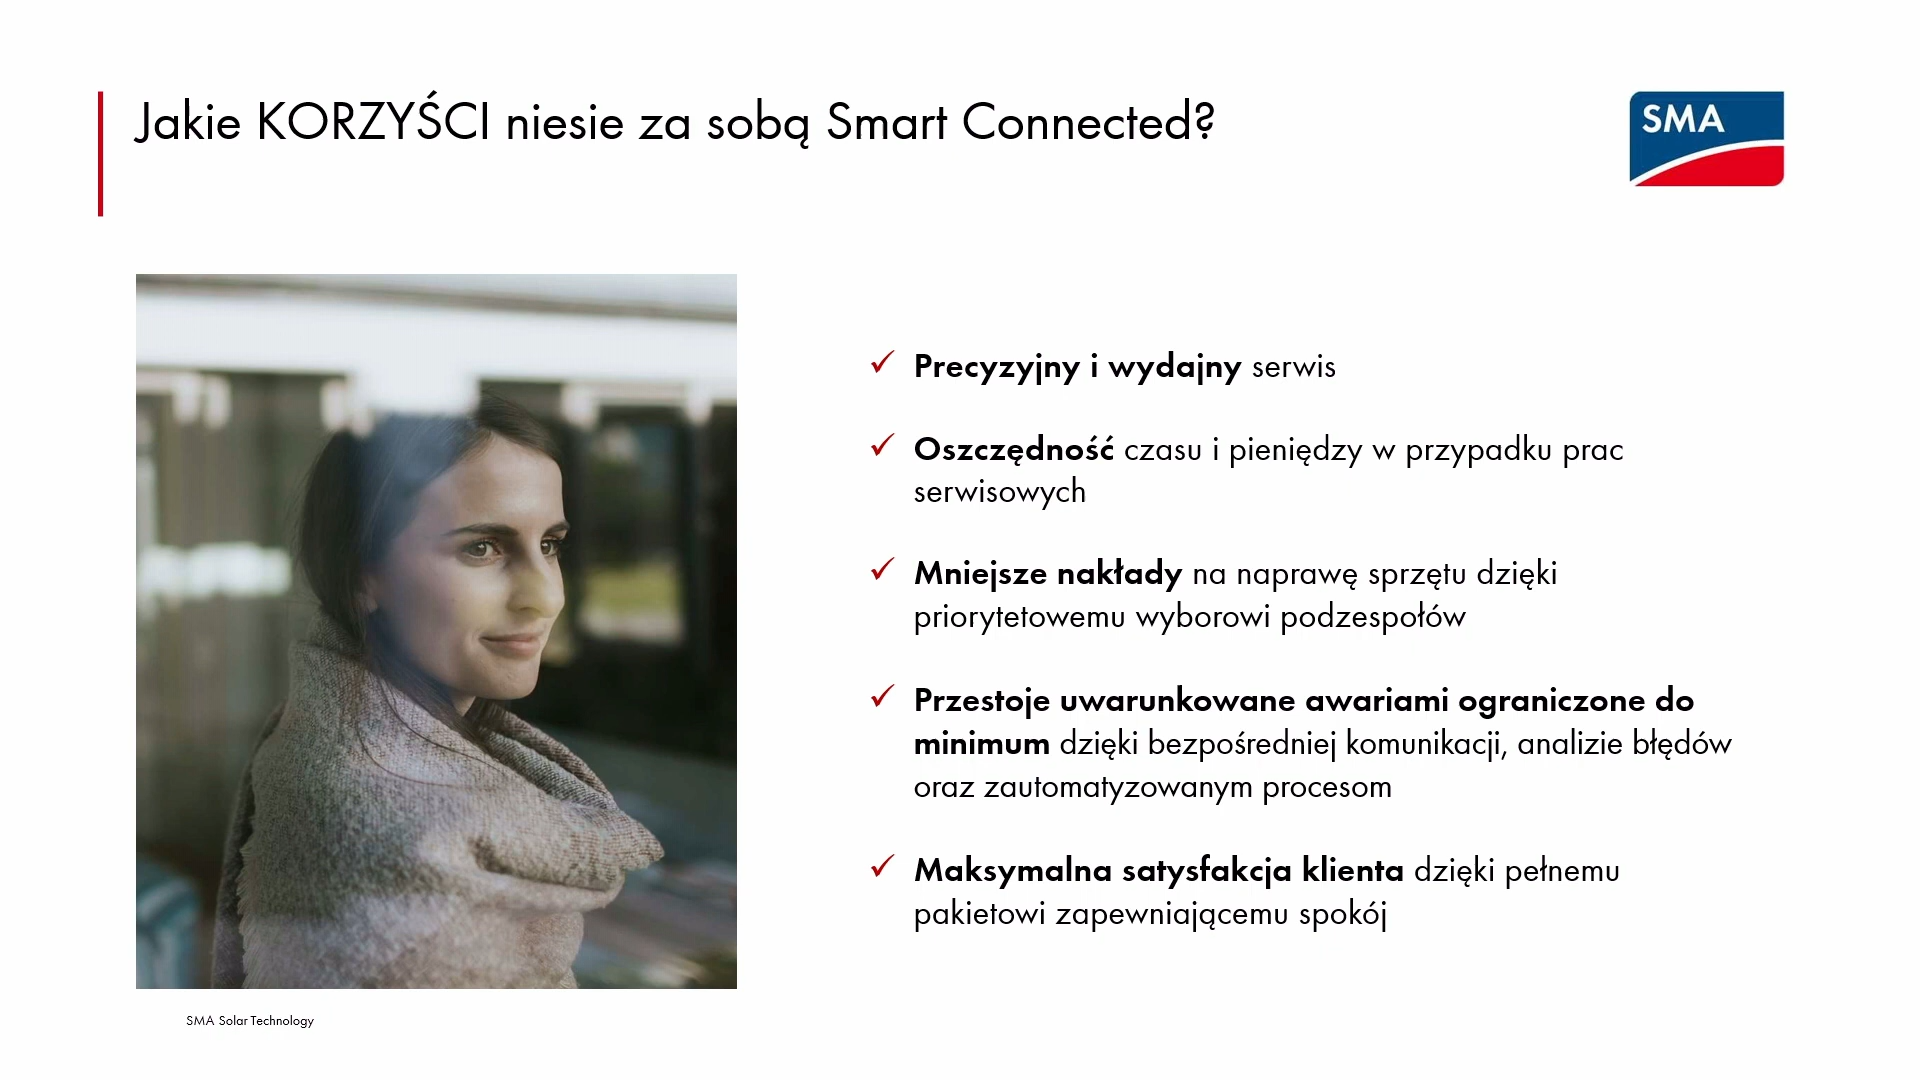 Jakie KORZYŚCI niesie za sobą Smart Connected?
SMA
Precyzyjny i wydajny serwis
Oszczędność czasu i pieniędzy w przypadku prac
serwisowych
Mniejsze nakłady na naprawę sprzętu dzięki
priorytetowemu wyborowi podzespołów
Przestoje uwarunkowane awariami ograniczone do
minimum dzięki bezpośredniej komunikacji, analizie błędów
oraz zautomatyzowanym procesom
Maksymalna satysfakcja klienta dzięki pełnemu
pakietowi zapewniającemu spokój
SMA Solar Technology